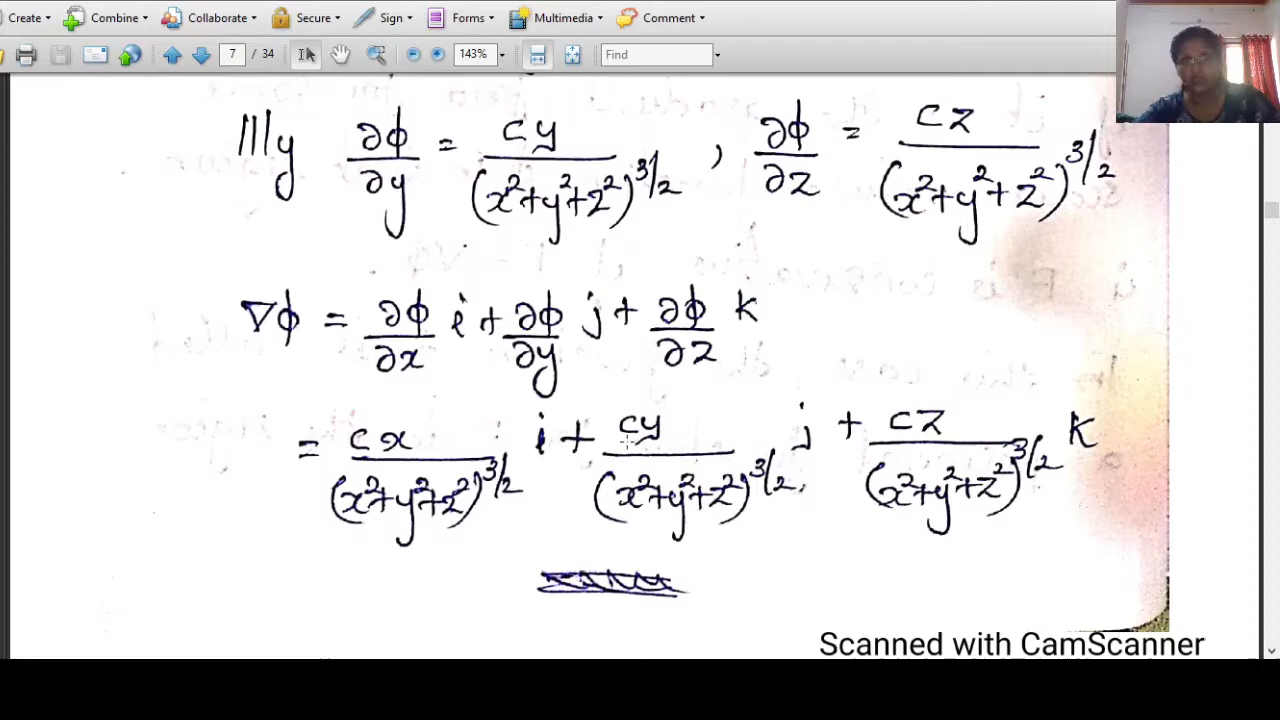 Create Combine Collaborate Secure Sign Forms Multimedia Comment
7 / 34 143% Find
IIIly ∂ϕ/∂y = cy/(x²+y²+z²)^3/2 , ∂ϕ/∂z = cz/(x²+y²+z²)^3/2
∇ϕ = ∂ϕ/∂x i + ∂ϕ/∂y j + ∂ϕ/∂z k
= cx/(x²+y²+z²)^3/2 i + cy/(x²+y²+z²)^3/2 j + cz/(x²+y²+z²)^3/2 k
Scanned with CamScanner